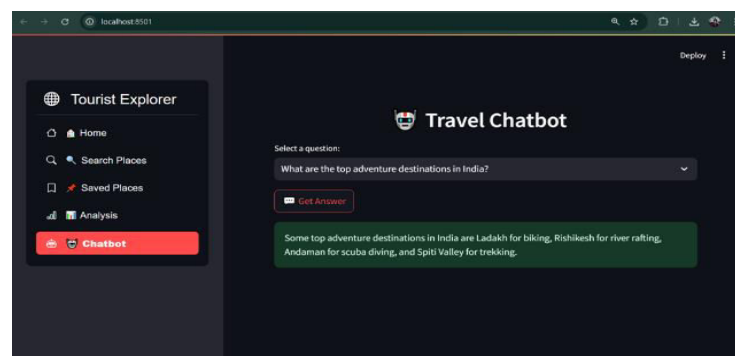 localhost:8501
Deploy
Tourist Explorer
Home
Search Places
Saved Places
Analysis
Chatbot
Travel Chatbot
Select a question:
What are the top adventure destinations in India?
Get Answer
Some top adventure destinations in India are Ladakh for biking, Rishikesh for river rafting,
Andaman for scuba diving, and Spiti Valley for trekking.